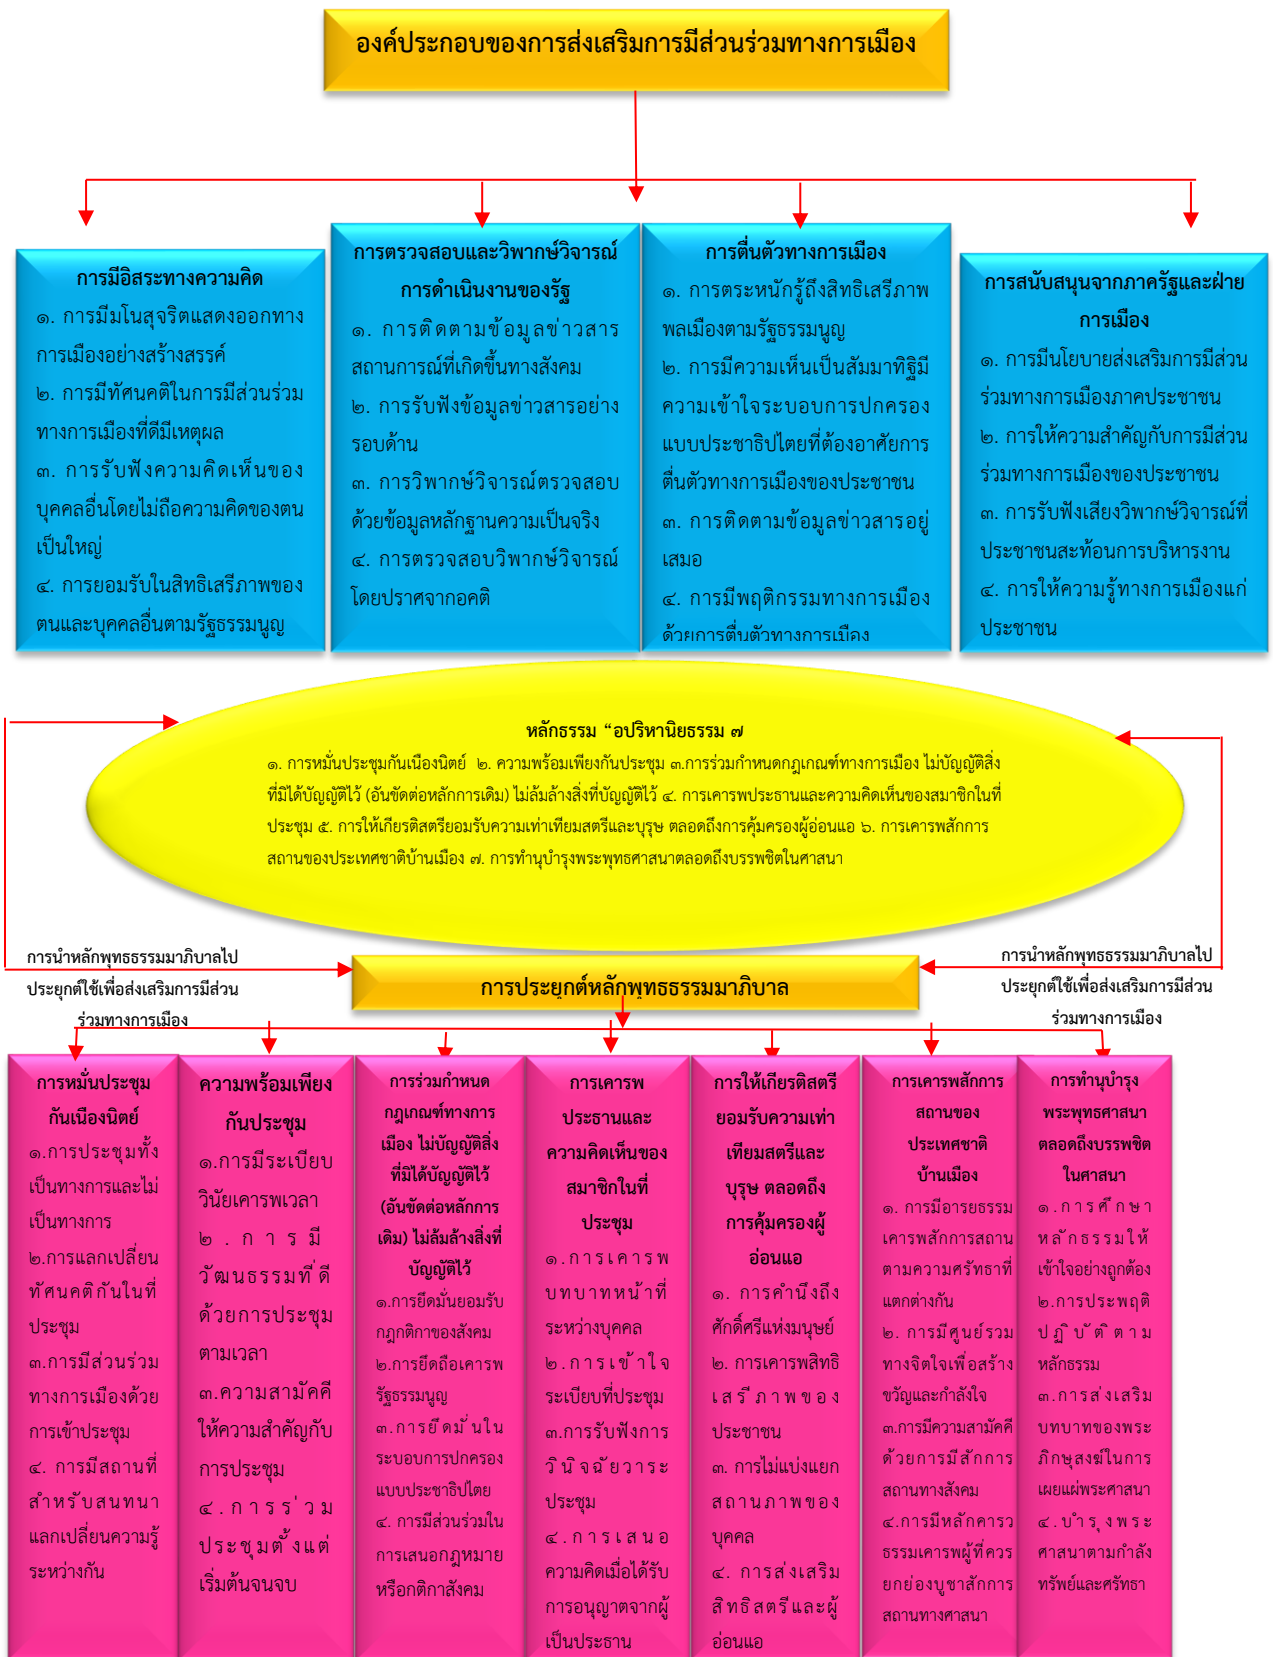 องค์ประกอบของการส่งเสริมการมีส่วนร่วมทางการเมือง
การมีอิสระทางความคิด
๑. การมีมโนสุจริตแสดงออกทาง
การเมืองอย่างสร้างสรรค์
๒. การมีทัศนคติในการมีส่วนร่วม
ทางการเมืองที่ดีมีเหตุผล
๓. การรับฟังความคิดเห็นของ
บุคคลอื่นโดยไม่ถือความคิดของตน
เป็นใหญ่
๔. การยอมรับในสิทธิเสรีภาพของ
ตนและบุคคลอื่นตามรัฐธรรมนูญ
การตรวจสอบและวิพากษ์วิจารณ์
การดำเนินงานของรัฐ
๑. การติดตามข้อมูลข่าวสาร
สถานการณ์ที่เกิดขึ้นทางสังคม
๒. การรับฟังข้อมูลข่าวสารอย่าง
รอบด้าน
๓. การวิพากษ์วิจารณ์ตรวจสอบ
ด้วยข้อมูลหลักฐานความเป็นจริง
๔. การตรวจสอบวิพากษ์วิจารณ์
โดยปราศจากอคติ
การตื่นตัวทางการเมือง
๑. การตระหนักรู้ถึงสิทธิเสรีภาพ
พลเมืองตามรัฐธรรมนูญ
๒. การมีความเห็นเป็นสัมมาทิฐิมี
ความเข้าใจระบอบการปกครอง
แบบประชาธิปไตยที่ต้องอาศัยการ
ตื่นตัวทางการเมืองของประชาชน
๓. การติดตามข้อมูลข่าวสารอยู่
เสมอ
๔. การมีพฤติกรรมทางการเมือง
ด้วยการตื่นตัวทางการเมือง
การสนับสนุนจากภาครัฐและฝ่าย
การเมือง
๑. การมีนโยบายส่งเสริมการมีส่วน
ร่วมทางการเมืองภาคประชาชน
๒. การให้ความสำคัญกับการมีส่วน
ร่วมทางการเมืองของประชาชน
๓. การรับฟังเสียงวิพากษ์วิจารณ์ที่
ประชาชนสะท้อนการบริหารงาน
๔. การให้ความรู้ทางการเมืองแก่
ประชาชน
หลักธรรม “อปริหานิยธรรม ๗
๑. การหมั่นประชุมกันเนืองนิตย์ ๒. ความพร้อมเพียงกันประชุม ๓.การร่วมกำหนดกฎเกณฑ์ทางการเมือง ไม่บัญญัติสิ่ง
ที่มิได้บัญญัติไว้ (อันขัดต่อหลักการเดิม) ไม่ล้มล้างสิ่งที่บัญญัติไว้ ๔. การเคารพประธานและความคิดเห็นของสมาชิกในที่
ประชุม ๕. การให้เกียรติสตรียอมรับความเท่าเทียมสตรีและบุรุษ ตลอดถึงการคุ้มครองผู้อ่อนแอ ๖. การเคารพสักการ
สถานของประเทศชาติบ้านเมือง ๗. การทำนุบำรุงพระพุทธศาสนาตลอดถึงบรรพชิตในศาสนา
การนำหลักพุทธธรรมมาภิบาลไป
ประยุกต์ใช้เพื่อส่งเสริมการมีส่วน
ร่วมทางการเมือง
การประยุกต์หลักพุทธธรรมมาภิบาล
การนำหลักพุทธธรรมมาภิบาลไป
ประยุกต์ใช้เพื่อส่งเสริมการมีส่วน
ร่วมทางการเมือง
การหมั่นประชุม
กันเนืองนิตย์
๑.การประชุมทั้ง
เป็นทางการและไม่
เป็นทางการ
๒.การแลกเปลี่ยน
ทัศนคติกันในที่
ประชุม
๓.การมีส่วนร่วม
ทางการเมืองด้วย
การเข้าประชุม
๔. การมีสถานที่
สำหรับสนทนา
แลกเปลี่ยนความรู้
ระหว่างกัน
ความพร้อมเพียง
กันประชุม
๑.การมีระเบียบ
วินัยเคารพเวลา
๒.การมี
วัฒนธรรมที่ดี
ด้วยการประชุม
ตามเวลา
๓.ความสามัคคี
ให้ความสำคัญกับ
การประชุม
๔.การร่วม
ประชุมตั้งแต่
เริ่มต้นจนจบ
การร่วมกำหนด
กฎเกณฑ์ทางการ
เมือง ไม่บัญญัติสิ่ง
ที่มิได้บัญญัติไว้
(อันขัดต่อหลักการ
เดิม) ไม่ล้มล้างสิ่งที่
บัญญัติไว้
๑.การยึดมั่นยอมรับ
กฎกติกาของสังคม
๒.การยึดถือเคารพ
รัฐธรรมนูญ
๓.การยึดมั่นใน
ระบอบการปกครอง
แบบประชาธิปไตย
๔. การมีส่วนร่วมใน
การเสนอกฎหมาย
หรือกติกาสังคม
การเคารพ
ประธานและ
ความคิดเห็นของ
สมาชิกในที่
ประชุม
๑.การเคารพ
บทบาทหน้าที่
ระหว่างบุคคล
๒.การเข้าใจ
ระเบียบที่ประชุม
๓.การรับฟังการ
วินิจฉัยวาระ
ประชุม
๔.การเสนอ
ความคิดเมื่อได้รับ
การอนุญาตจากผู้
เป็นประธาน
การให้เกียรติสตรี
ยอมรับความเท่า
เทียมสตรีและ
บุรุษ ตลอดถึง
การคุ้มครองผู้
อ่อนแอ
๑. การคำนึงถึง
ศักดิ์ศรีแห่งมนุษย์
๒. การเคารพสิทธิ
เสรีภาพของ
ประชาชน
๓. การไม่แบ่งแยก
สถานภาพของ
บุคคล
๔. การส่งเสริม
สิทธิสตรีและผู้
อ่อนแอ
การเคารพสักการ
สถานของ
ประเทศชาติ
บ้านเมือง
๑. การมีอารยธรรม
เคารพสักการสถาน
ตามความศรัทธาที่
แตกต่างกัน
๒. การมีศูนย์รวม
ทางจิตใจเพื่อสร้าง
ขวัญและกำลังใจ
๓.การมีความสามัคคี
ด้วยการมีสักการ
สถานทางสังคม
๔.การมีหลักคารว
ธรรมเคารพผู้ที่ควร
ยกย่องบูชาสักการ
สถานทางศาสนา
การทำนุบำรุง
พระพุทธศาสนา
ตลอดถึงบรรพชิต
ในศาสนา
๑.การศึกษา
หลักธรรมให้
เข้าใจอย่างถูกต้อง
๒.การประพฤติ
ปฏิบัติตาม
หลักธรรม
๓.การส่งเสริม
บทบาทของพระ
ภิกษุสงฆ์ในการ
เผยแผ่พระศาสนา
๔.บำรุงพระ
ศาสนาตามกำลัง
ทรัพย์และศรัทธา